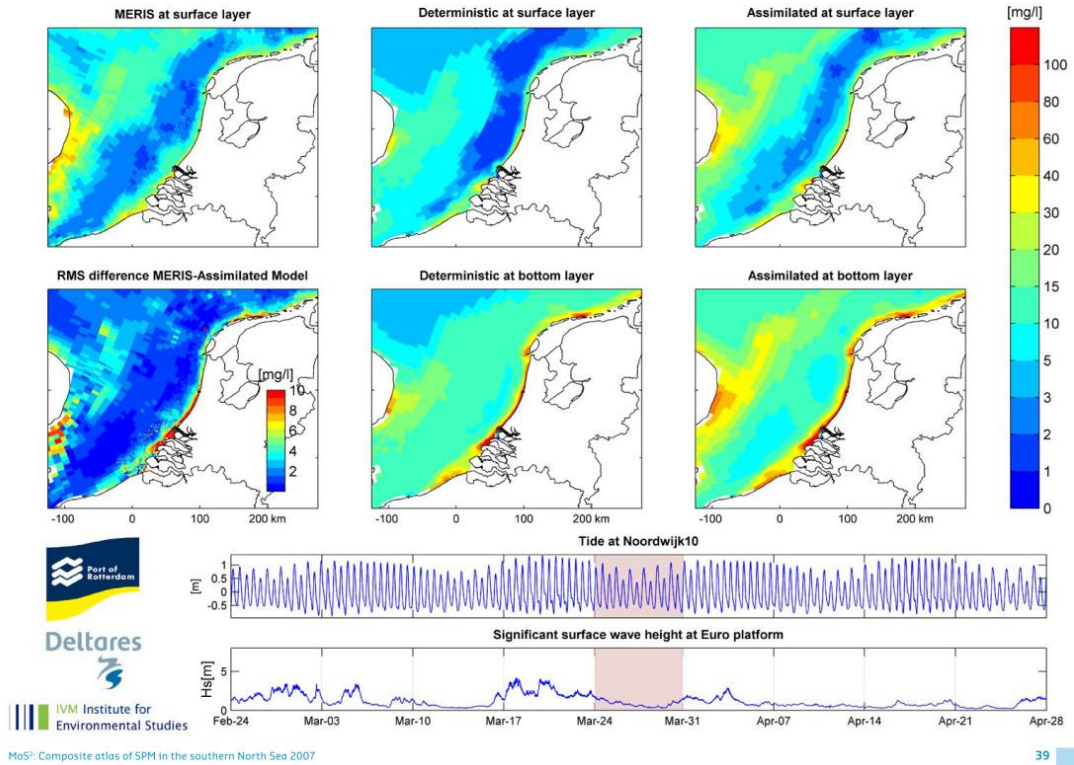 MERIS at surface layer
Deterministic at surface layer
Assimilated at surface layer
[mg/l]
100
80
60
40
30
20
10
5
3
2
1
0
RMS difference MERIS-Assimilated Model
Deterministic at bottom layer
Assimilated at bottom layer
[mg/l]
10
8
6
4
2
-100 0 100 200 km
-100 0 100 200 km
-100 0 100 200 km
Port of
Rotterdam
Deltares
IVM Institute for
Environmental Studies
Tide at Noordwijk10
[m]
1
0.5
0
-0.5
Significant surface wave height at Euro platform
Hs[m]
5
0
Feb-24 Mar-03 Mar-10 Mar-17 Mar-24 Mar-31 Apr-07 Apr-14 Apr-21 Apr-28
MoS²: Composite atlas of SPM in the southern North Sea 2007
39